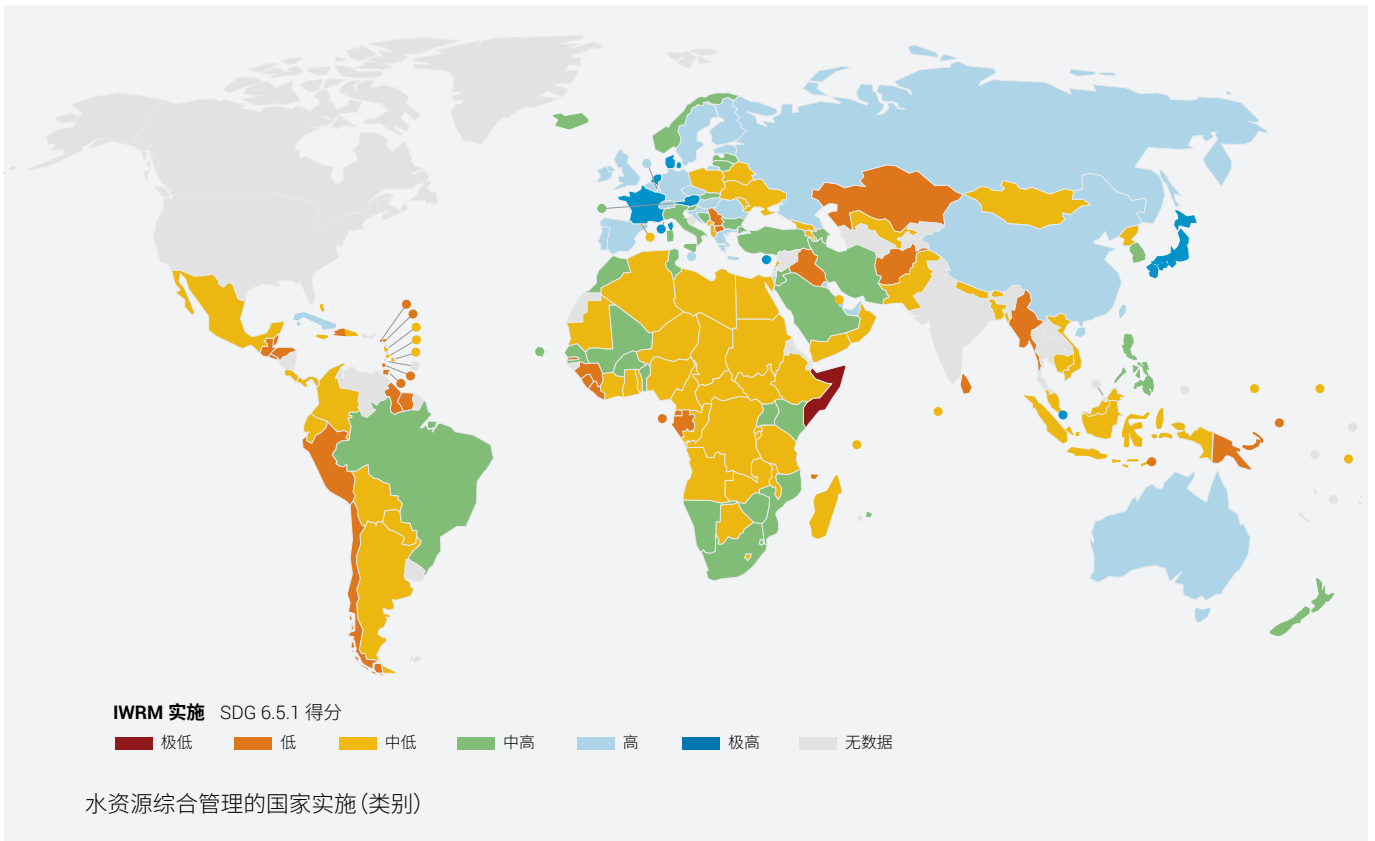 IWRM 实施 SDG 6.5.1 得分
极低 低 中低 中高 高 极高 无数据
水资源综合管理的国家实施（类别）